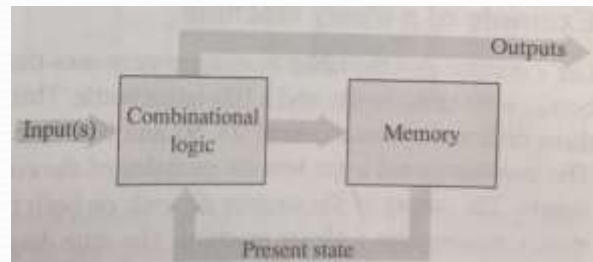 Outputs
Input(s)
Combinational
logic
Memory
Present state